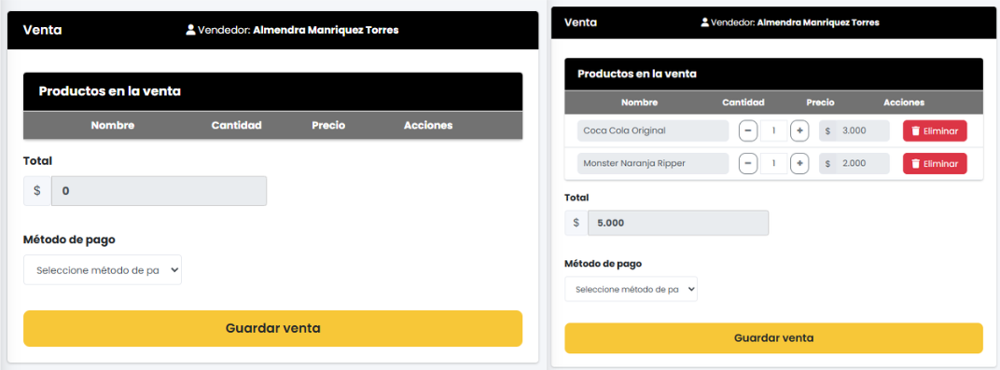 Venta
Vendedor: Almendra Manriquez Torres
Productos en la venta
Nombre Cantidad Precio Acciones
Total
$ 0
Método de pago
Seleccione método de pa
Guardar venta
Venta
Vendedor: Almendra Manriquez Torres
Productos en la venta
Nombre Cantidad Precio Acciones
Coca Cola Original - 1 + $ 3.000 Eliminar
Monster Naranja Ripper - 1 + $ 2.000 Eliminar
Total
$ 5.000
Método de pago
Seleccione método de pa
Guardar venta